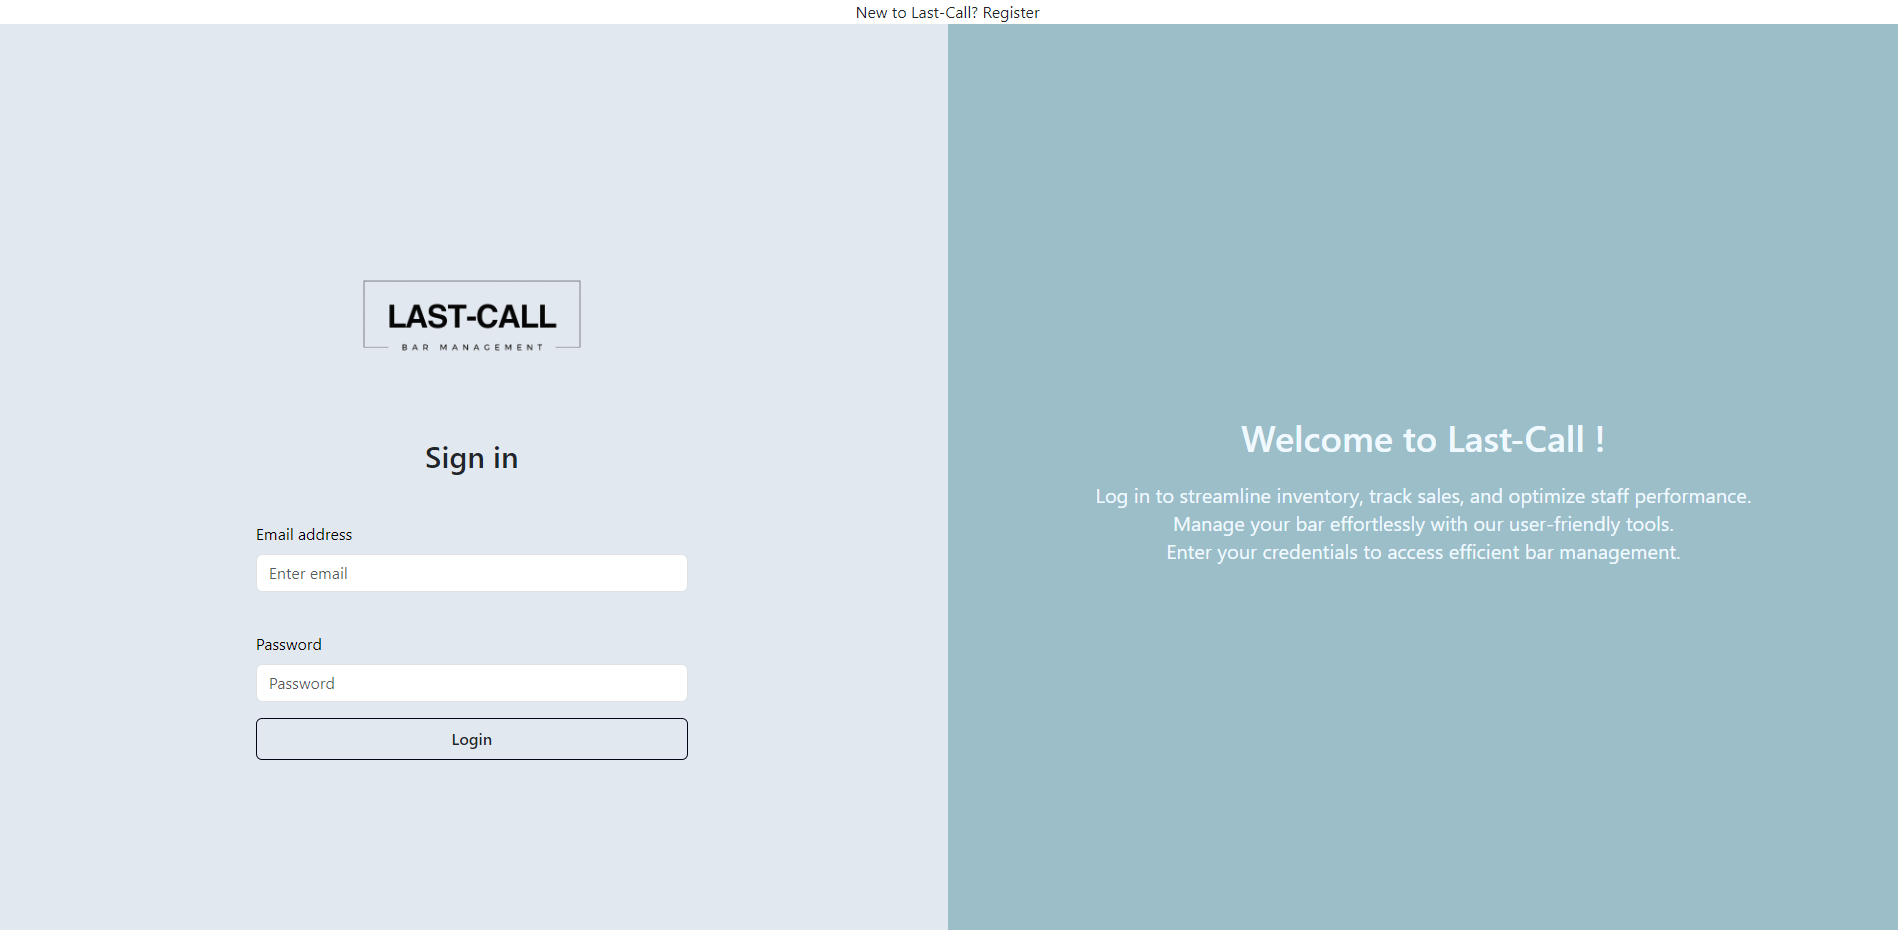 New to Last-Call? Register
LAST-CALL
BAR MANAGEMENT
Sign in
Email address
Enter email
Password
Password
Login
Welcome to Last-Call !
Log in to streamline inventory, track sales, and optimize staff performance.
Manage your bar effortlessly with our user-friendly tools.
Enter your credentials to access efficient bar management.